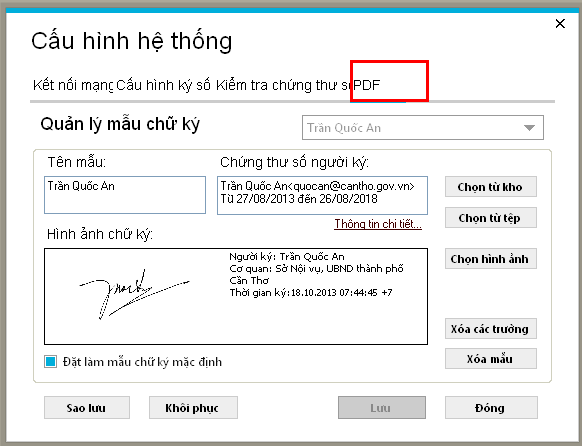 Cấu hình hệ thống
Kết nối mạng Cấu hình ký số Kiểm tra chứng thư số PDF
Quản lý mẫu chữ ký
Trần Quốc An
Tên mẫu:
Chứng thư số người ký:
Trần Quốc An
Trần Quốc An<quocan@cantho.gov.vn>
Từ 27/08/2013 đến 26/08/2018
Chọn từ kho
Chọn từ tệp
Thông tin chi tiết...
Hình ảnh chữ ký:
Người ký: Trần Quốc An
Cơ quan: Sở Nội vụ, UBND thành phố
Cần Thơ
Thời gian ký:18.10.2013 07:44:45 +7
Chọn hình ảnh
Xóa các trường
Đặt làm mẫu chữ ký mặc định
Xóa mẫu
Sao lưu
Khôi phục
Lưu
Đóng